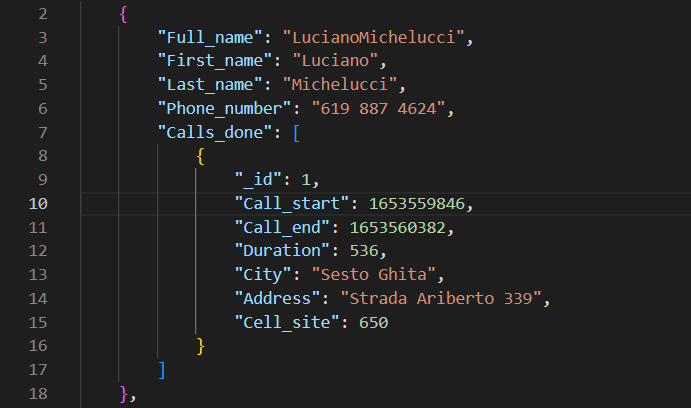 2 {
3 "Full_name": "LucianoMichelucci",
4 "First_name": "Luciano",
5 "Last_name": "Michelucci",
6 "Phone_number": "619 887 4624",
7 "Calls_done": [
8 {
9 "_id": 1,
10 "Call_start": 1653559846,
11 "Call_end": 1653560382,
12 "Duration": 536,
13 "City": "Sesto Ghita",
14 "Address": "Strada Ariberto 339",
15 "Cell_site": 650
16 }
17 ]
18 },